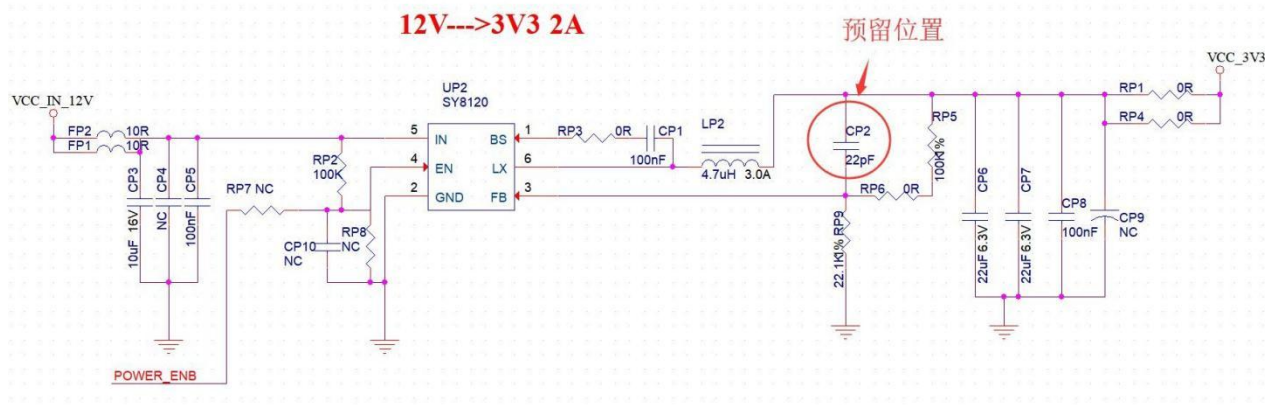 12V--->3V3 2A
预留位置
VCC_3V3
VCC_IN_12V
UP2
SY8120
FP2 10R
FP1 10R
5 IN
BS 1
4 EN
LX 6
2 GND
FB 3
RP3 0R
CP1
100nF
LP2
4.7uH 3.0A
CP2
22pF
RP5
100K1%
RP1 0R
RP4 0R
RP2
100K
RP7 NC
CP3
10uF 16V
CP4
NC
CP5
100nF
CP10
NC
RP8
NC
RP6 0R
RP9
22.1K1%
CP6
22uF 6.3V
CP7
22uF 6.3V
CP8
100nF
CP9
NC
POWER_ENB